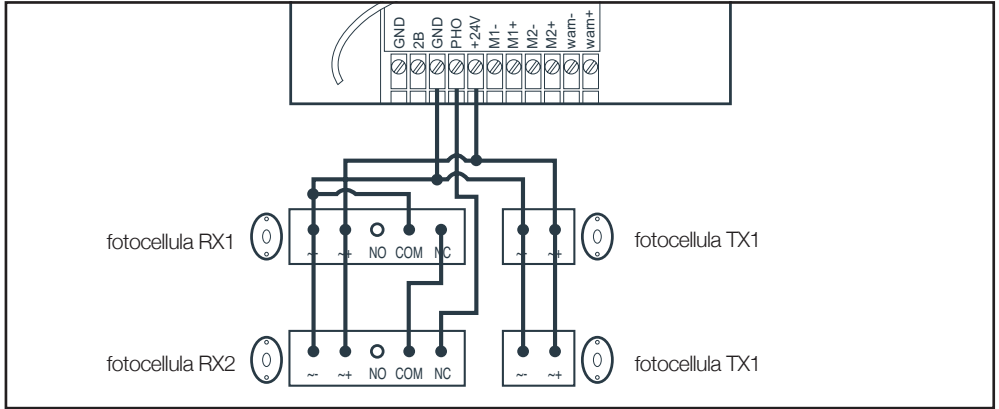 GND 2B GND PHO +24V M1- M1+ M2- M2+ wam- wam+
fotocellula RX1
~- ~+ NO COM NC
~- ~+
fotocellula TX1
fotocellula RX2
~- ~+ NO COM NC
~- ~+
fotocellula TX1